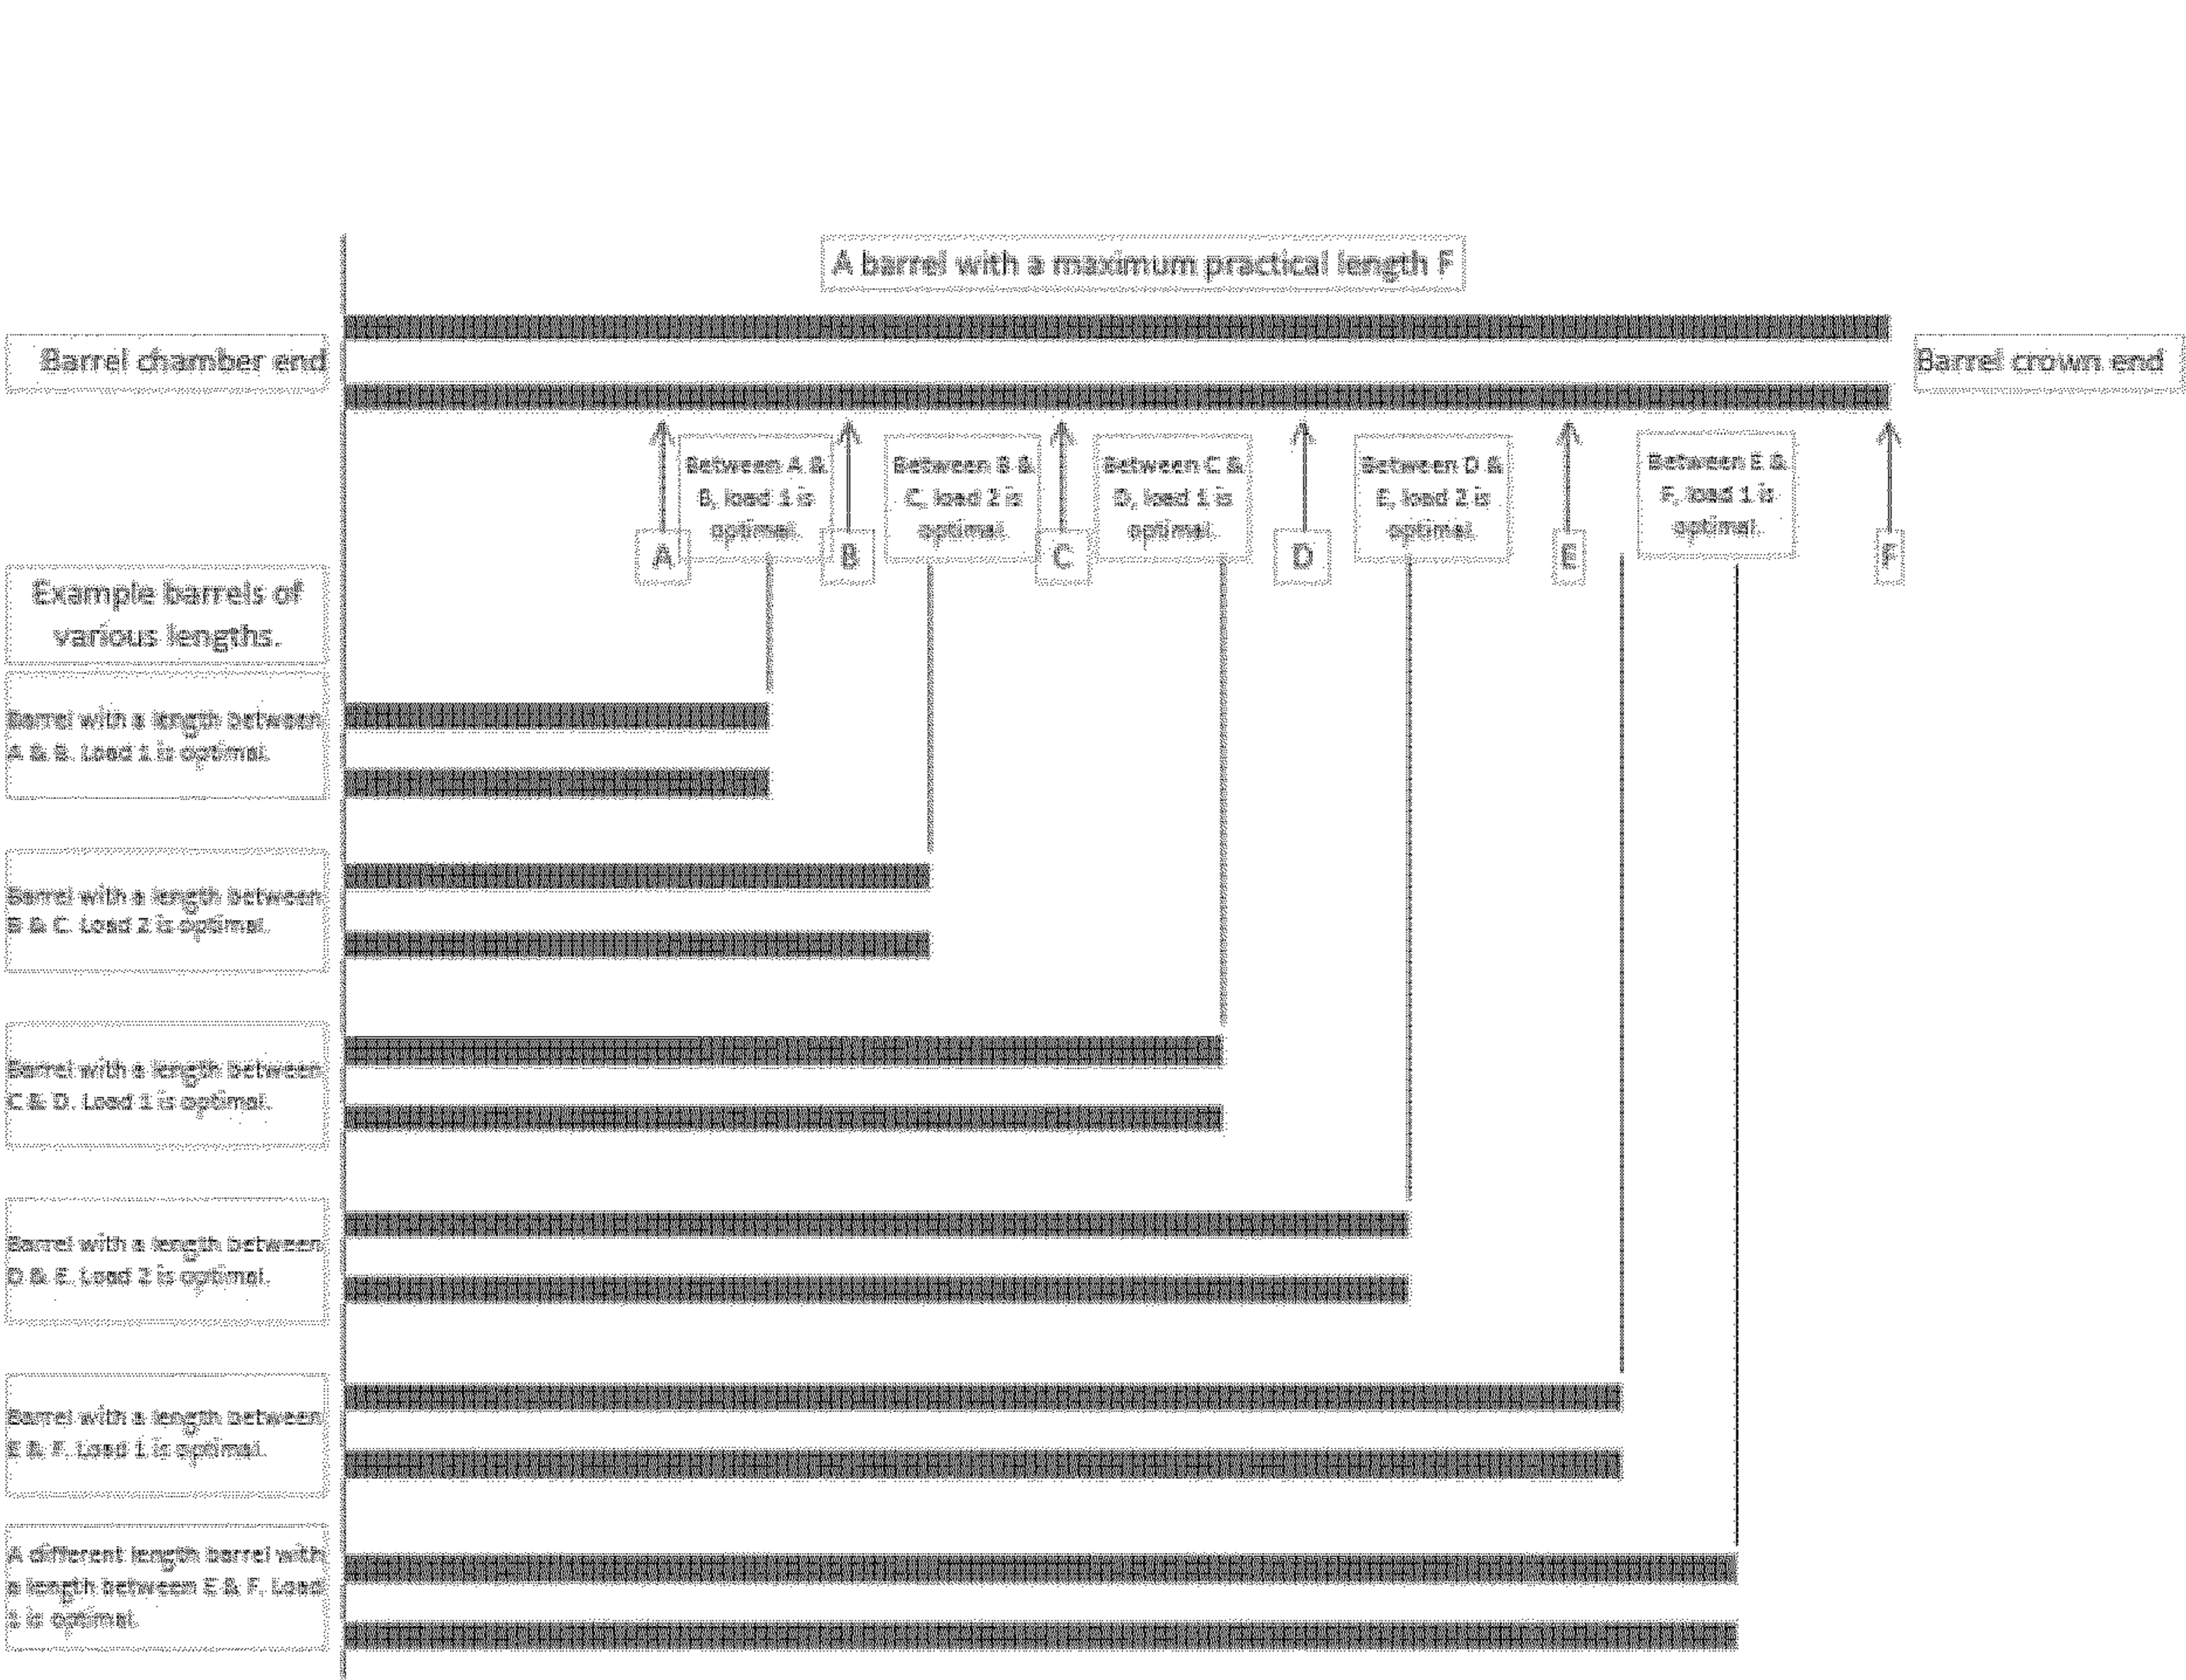 A barrel with a maximum practical length F
Barrel chamber end
Barrel crown end
Between A &
B, load 1 is
optimal.
Between B &
C, load 2 is
optimal.
Between C &
D, load 1 is
optimal.
Between D &
E, load 2 is
optimal.
Between E &
F, load 1 is
optimal.
A
B
C
D
E
F
Example barrels of
various lengths.
Barrel with a length between
A & B. Load 1 is optimal.
Barrel with a length between
B & C. Load 2 is optimal.
Barrel with a length between
C & D. Load 1 is optimal.
Barrel with a length between
D & E. Load 2 is optimal.
Barrel with a length between
E & F. Load 1 is optimal.
A different length barrel with
a length between E & F. Load
1 is optimal.